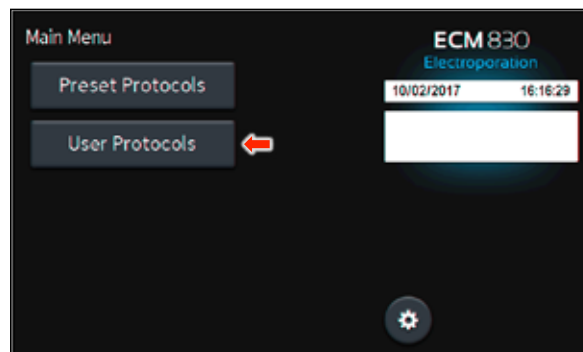 Main Menu
Preset Protocols
User Protocols
ECM 830
Electroporation
10/02/2017 16:16:29